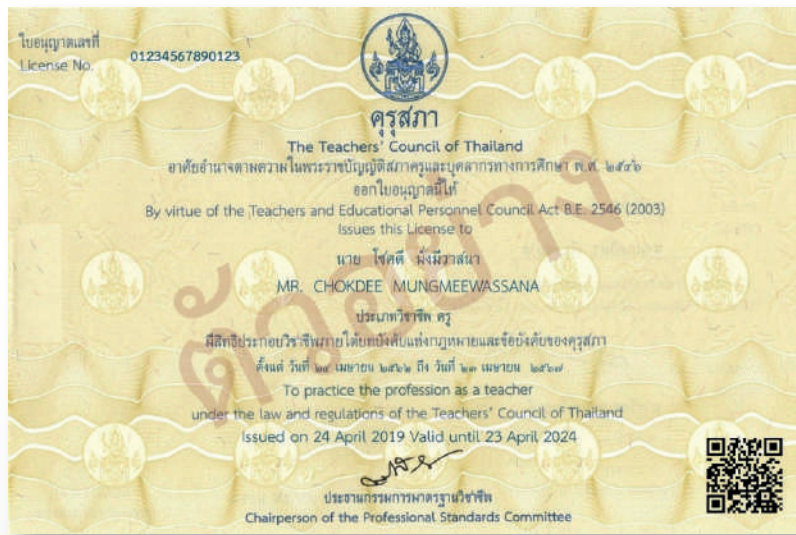 ใบอนุญาตเลขที่
License No. 01234567890123
คุรุสภา
The Teachers' Council of Thailand
อาศัยอำนาจตามความในพระราชบัญญัติสภาครูและบุคลากรทางการศึกษา พ.ศ. ๒๕๔๖
ออกใบอนุญาตนี้ให้
By virtue of the Teachers and Educational Personnel Council Act B.E. 2546 (2003)
Issues this License to
นาย โชคดี มั่งมีวาสนา
MR. CHOKDEE MUNGMEEWASSANA
ประเภทวิชาชีพ ครู
มีสิทธิประกอบวิชาชีพภายใต้บทบังคับแห่งกฎหมายและข้อบังคับของคุรุสภา
ตั้งแต่ วันที่ ๒๔ เมษายน ๒๕๖๒ ถึง วันที่ ๒๓ เมษายน ๒๕๖๗
To practice the profession as a teacher
under the law and regulations of the Teachers' Council of Thailand
Issued on 24 April 2019 Valid until 23 April 2024
ประธานกรรมการมาตรฐานวิชาชีพ
Chairperson of the Professional Standards Committee
ตัวอย่าง